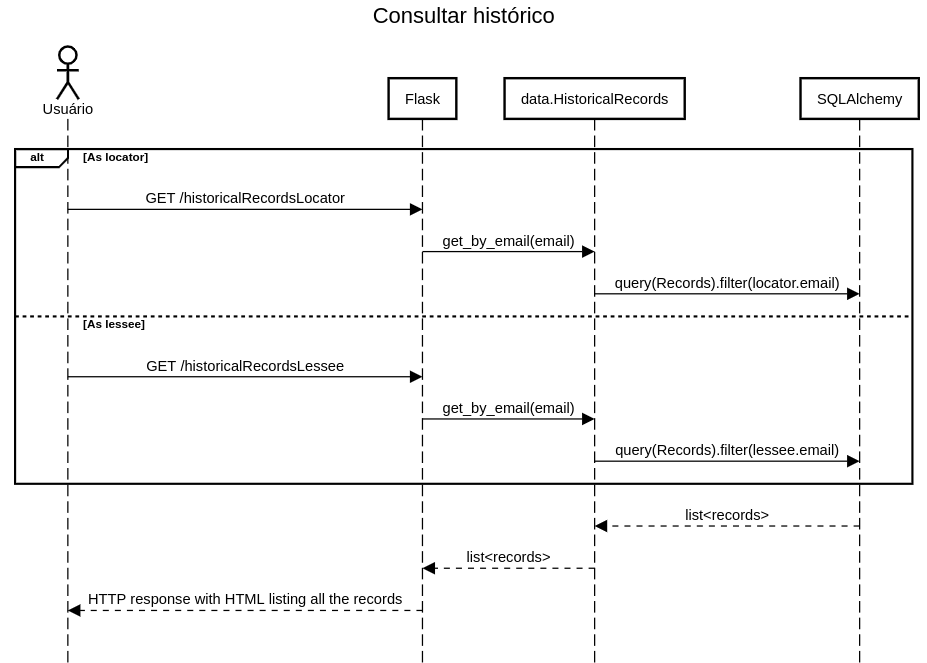 Consultar histórico
Usuário
Flask
data.HistoricalRecords
SQLAlchemy
alt
[As locator]
GET /historicalRecordsLocator
get_by_email(email)
query(Records).filter(locator.email)
[As lessee]
GET /historicalRecordsLessee
get_by_email(email)
query(Records).filter(lessee.email)
list<records>
list<records>
HTTP response with HTML listing all the records